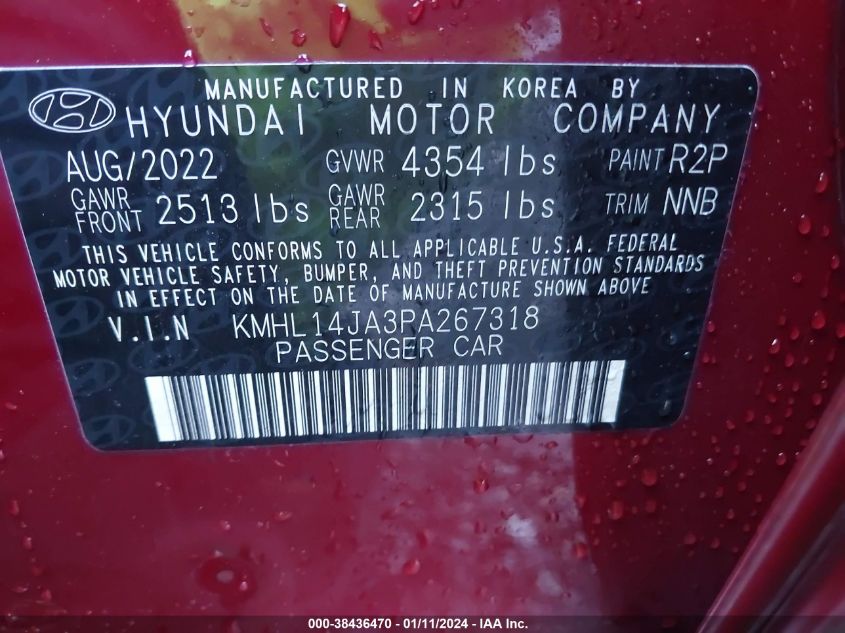 MANUFACTURED IN KOREA BY
HYUNDAI MOTOR COMPANY
AUG/2022 GVWR 4354 lbs PAINT R2P
GAWR FRONT 2513 lbs GAWR REAR 2315 lbs TRIM NNB
THIS VEHICLE CONFORMS TO ALL APPLICABLE U.S.A. FEDERAL
MOTOR VEHICLE SAFETY, BUMPER, AND THEFT PREVENTION STANDARDS
IN EFFECT ON THE DATE OF MANUFACTURE SHOWN ABOVE
V.I.N KMHL14JA3PA267318
PASSENGER CAR
000-38436470 - 01/11/2024 - IAA Inc.